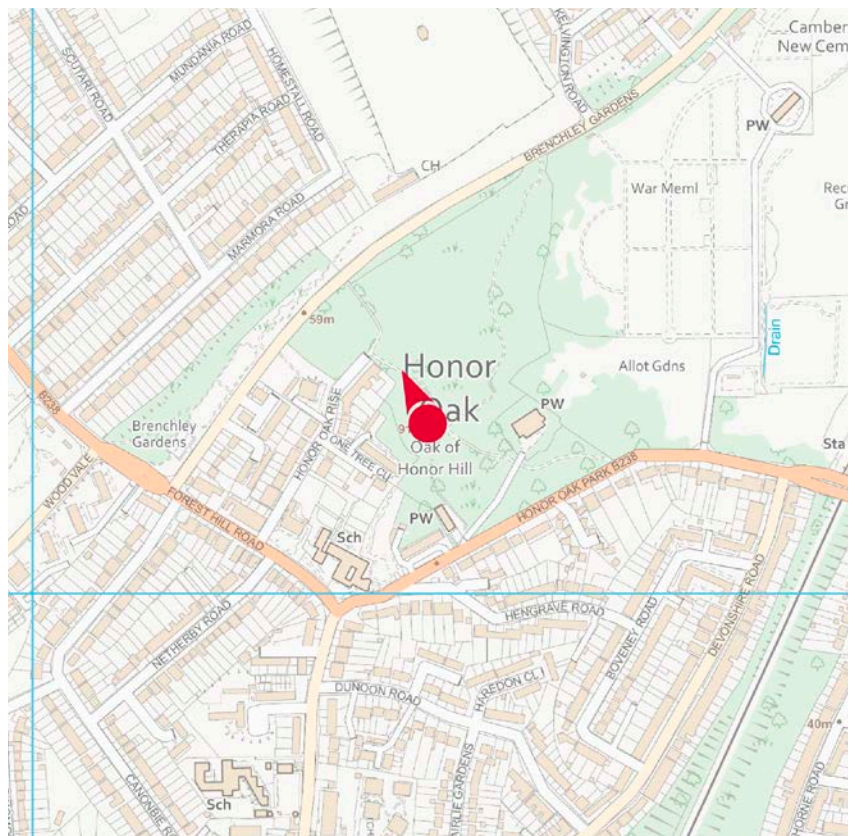 SCUTARI ROAD
MUNDANIA ROAD
HOMESTALL ROAD
KELVINGTON ROAD
Camber
New Cem
THERAPIA ROAD
BRENCHLEY GARDENS
PW
CH
ROAD
War Meml
Rec
Gr
MARMORA ROAD
59m
Drain
Honor
Oak
Allot Gdns
B238
HONOR OAK RISE
PW
Brenchley
Gardens
ONE TREE CL
Oak of
Honor Hill
Sta
WOOD VALE
HONOR OAK PARK B238
FOREST HILL ROAD
PW
Sch
HENGRAVE ROAD
DEVONSHIRE ROAD
NETHERBY ROAD
BOVENEY ROAD
HAREDON CL
DUNOON ROAD
40m
CANONBIE ROAD
Sch
AIRLIE GARDENS
ORNE ROAD